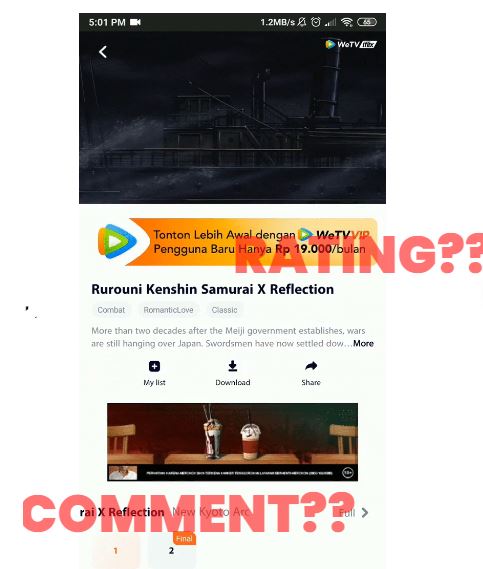 5:01 PM
1.2MB/s
65
WeTV
Tonton Lebih Awal dengan WeTVVIP
Pengguna Baru Hanya Rp 19.000/bulan
RATING??
Rurouni Kenshin Samurai X Reflection
Combat
RomanticLove
Classic
More than two decades after the Meiji government establishes, wars
are still hanging over Japan. Swordsmen have now settled dow...More
My list
Download
Share
COMMENT??
rai X Reflection
New Kyoto Arc
Full
1
2
Final